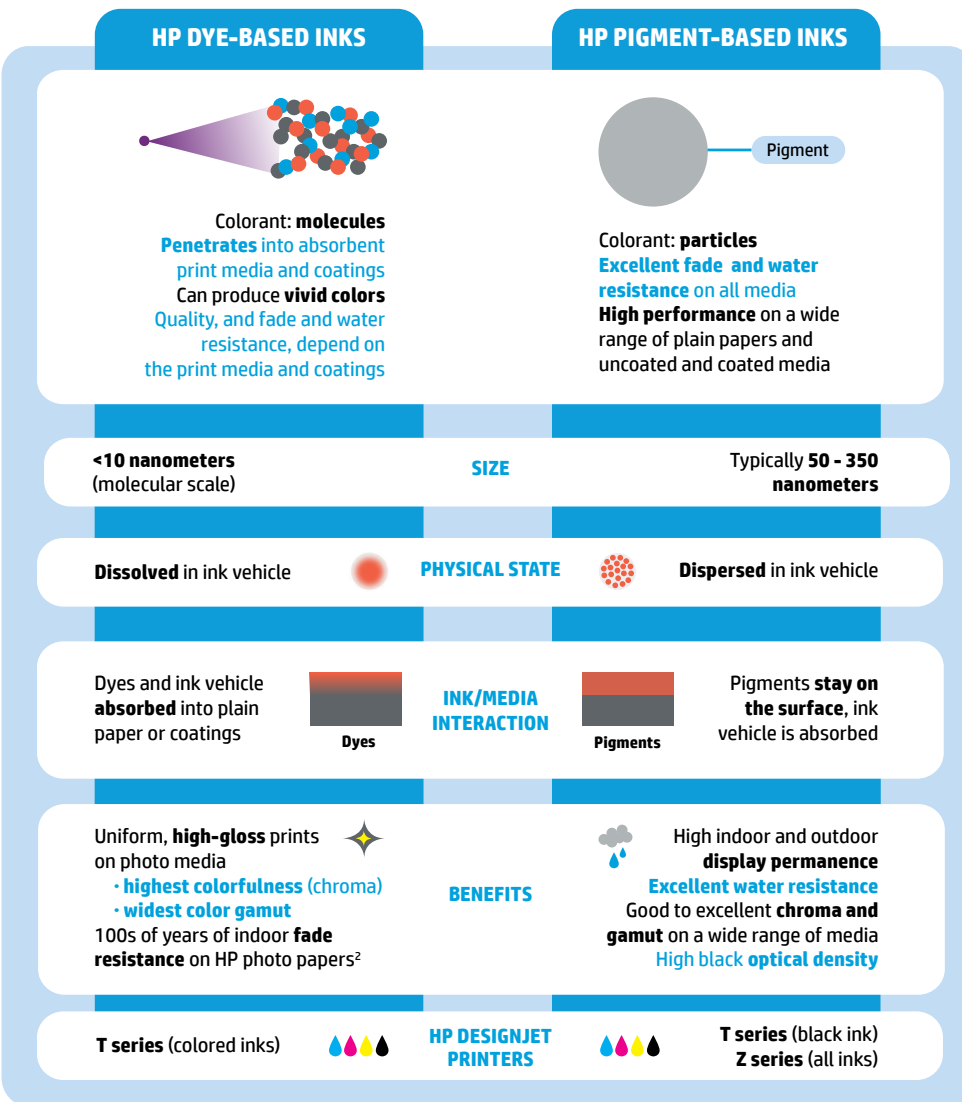 HP DYE-BASED INKS
HP PIGMENT-BASED INKS
Colorant: molecules
Penetrates into absorbent
print media and coatings
Can produce vivid colors
Quality, and fade and water
resistance, depend on
the print media and coatings
Pigment
Colorant: particles
Excellent fade and water
resistance on all media
High performance on a wide
range of plain papers and
uncoated and coated media
<10 nanometers
(molecular scale)
SIZE
Typically 50 - 350
nanometers
Dissolved in ink vehicle
PHYSICAL STATE
Dispersed in ink vehicle
Dyes and ink vehicle
absorbed into plain
paper or coatings
Dyes
INK/MEDIA
INTERACTION
Pigments
Pigments stay on
the surface, ink
vehicle is absorbed
Uniform, high-gloss prints
on photo media
· highest colorfulness (chroma)
· widest color gamut
100s of years of indoor fade
resistance on HP photo papers²
BENEFITS
High indoor and outdoor
display permanence
Excellent water resistance
Good to excellent chroma and
gamut on a wide range of media
High black optical density
T series (colored inks)
HP DESIGNJET
PRINTERS
T series (black ink)
Z series (all inks)